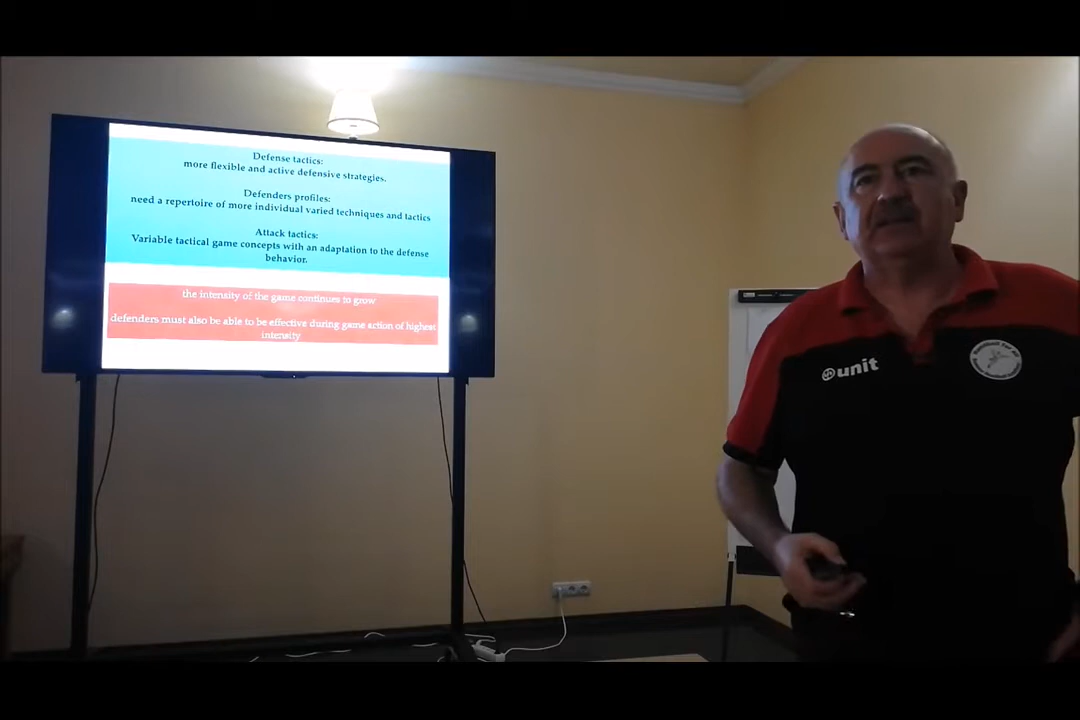 Defense tactics:
more flexible and active defensive strategies.
Defenders profiles:
need a repertoire of more individual varied techniques and tactics
Attack tactics:
Variable tactical game concepts with an adaptation to the defense
behavior.
the intensity of the game continues to grow
defenders must also be able to be effective during game action of highest
intensity
unit